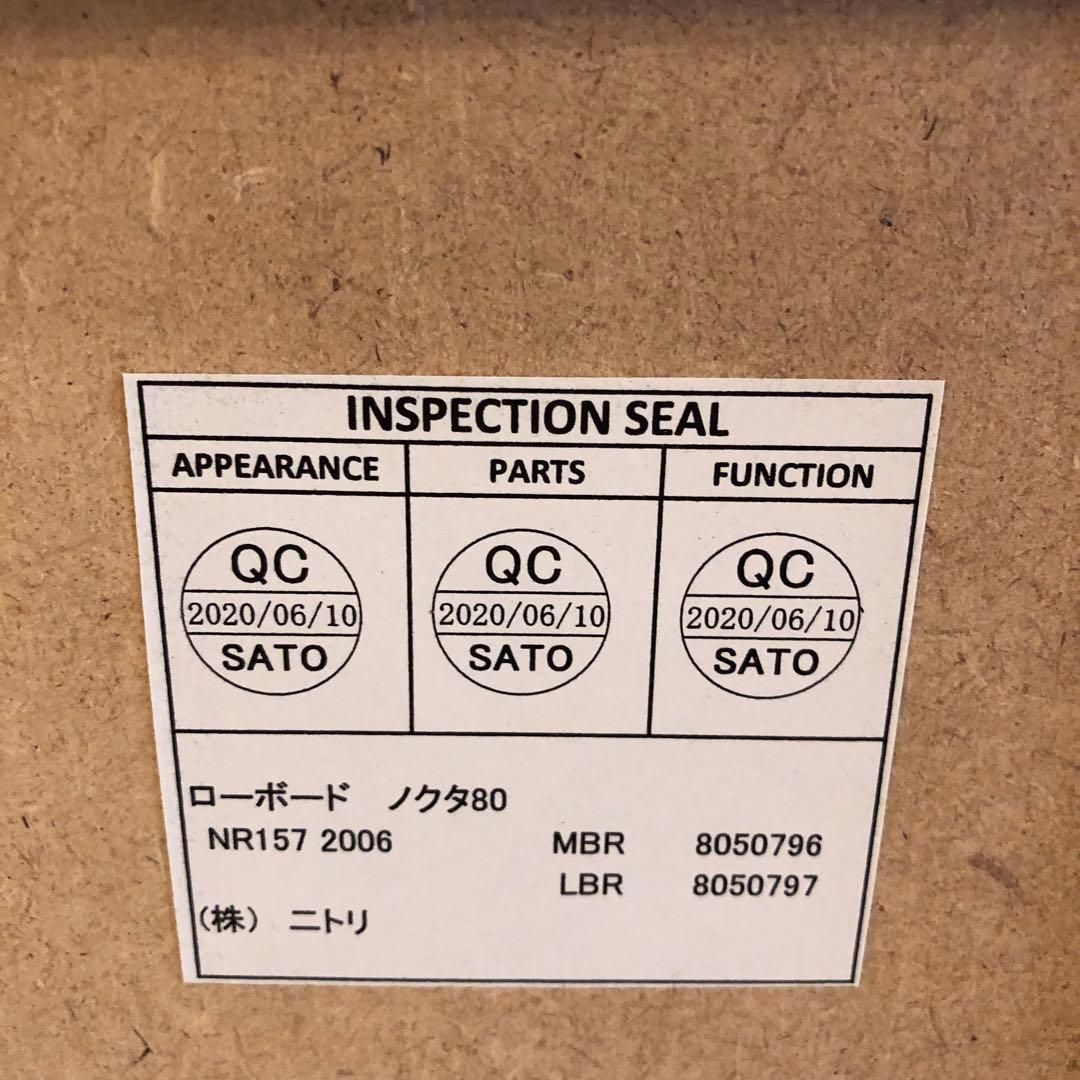 INSPECTION SEAL
APPEARANCE PARTS FUNCTION
QC QC QC
2020/06/10 2020/06/10 2020/06/10
SATO SATO SATO
ローボード ノクタ80
NR157 2006 MBR 8050796
LBR 8050797
（株） ニトリ